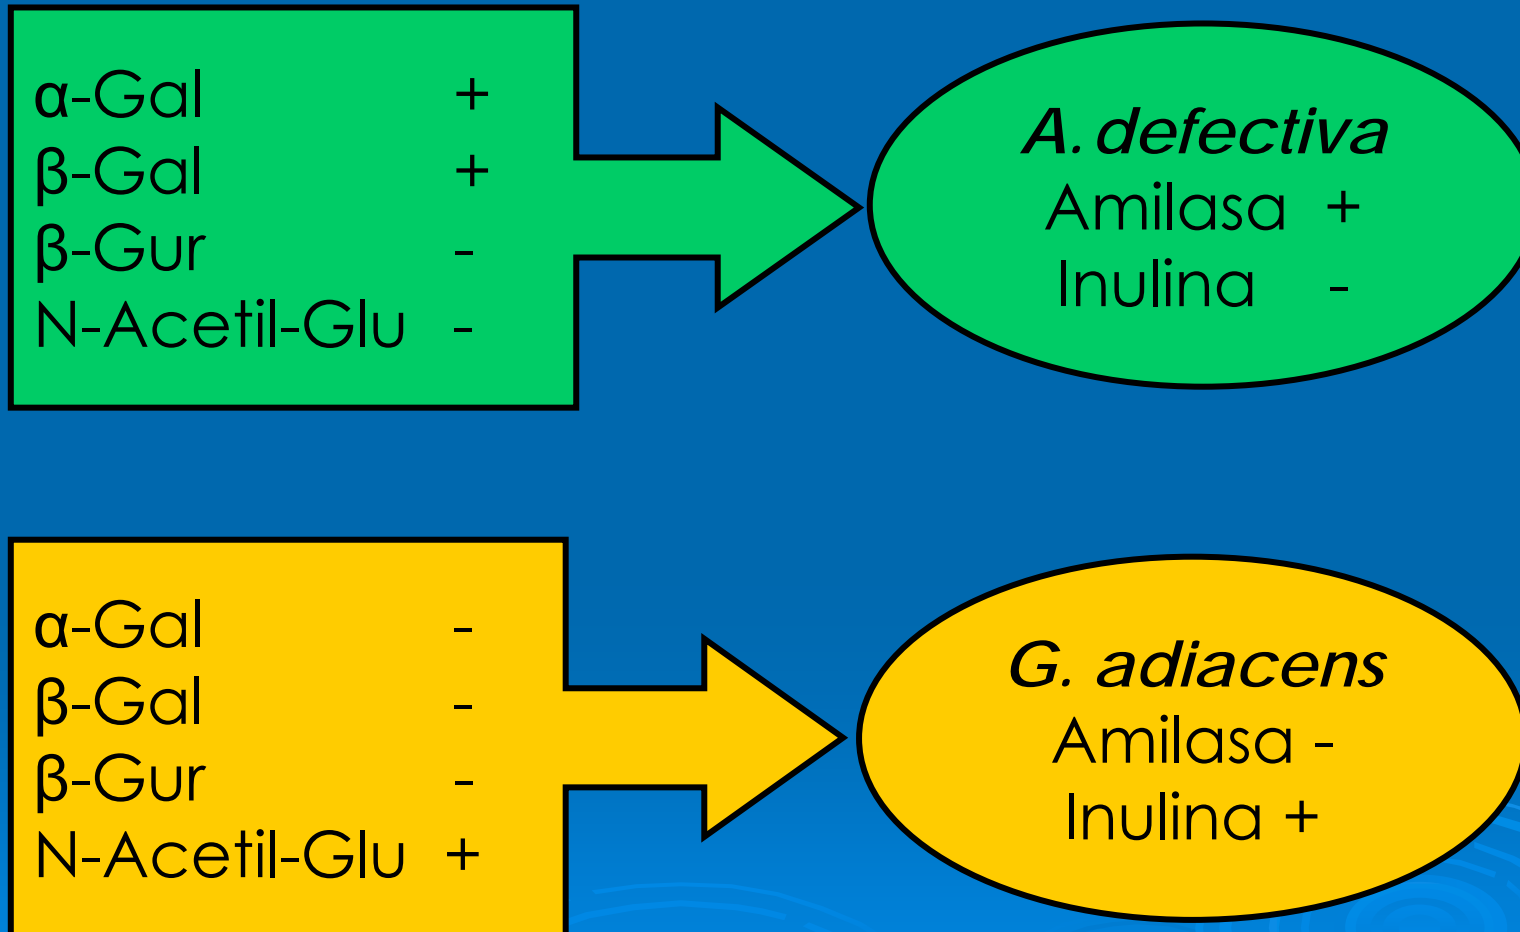 α-Gal +
β-Gal +
β-Gur -
N-Acetil-Glu -
A. defectiva
Amilasa +
Inulina -
α-Gal -
β-Gal -
β-Gur -
N-Acetil-Glu +
G. adiacens
Amilasa -
Inulina +